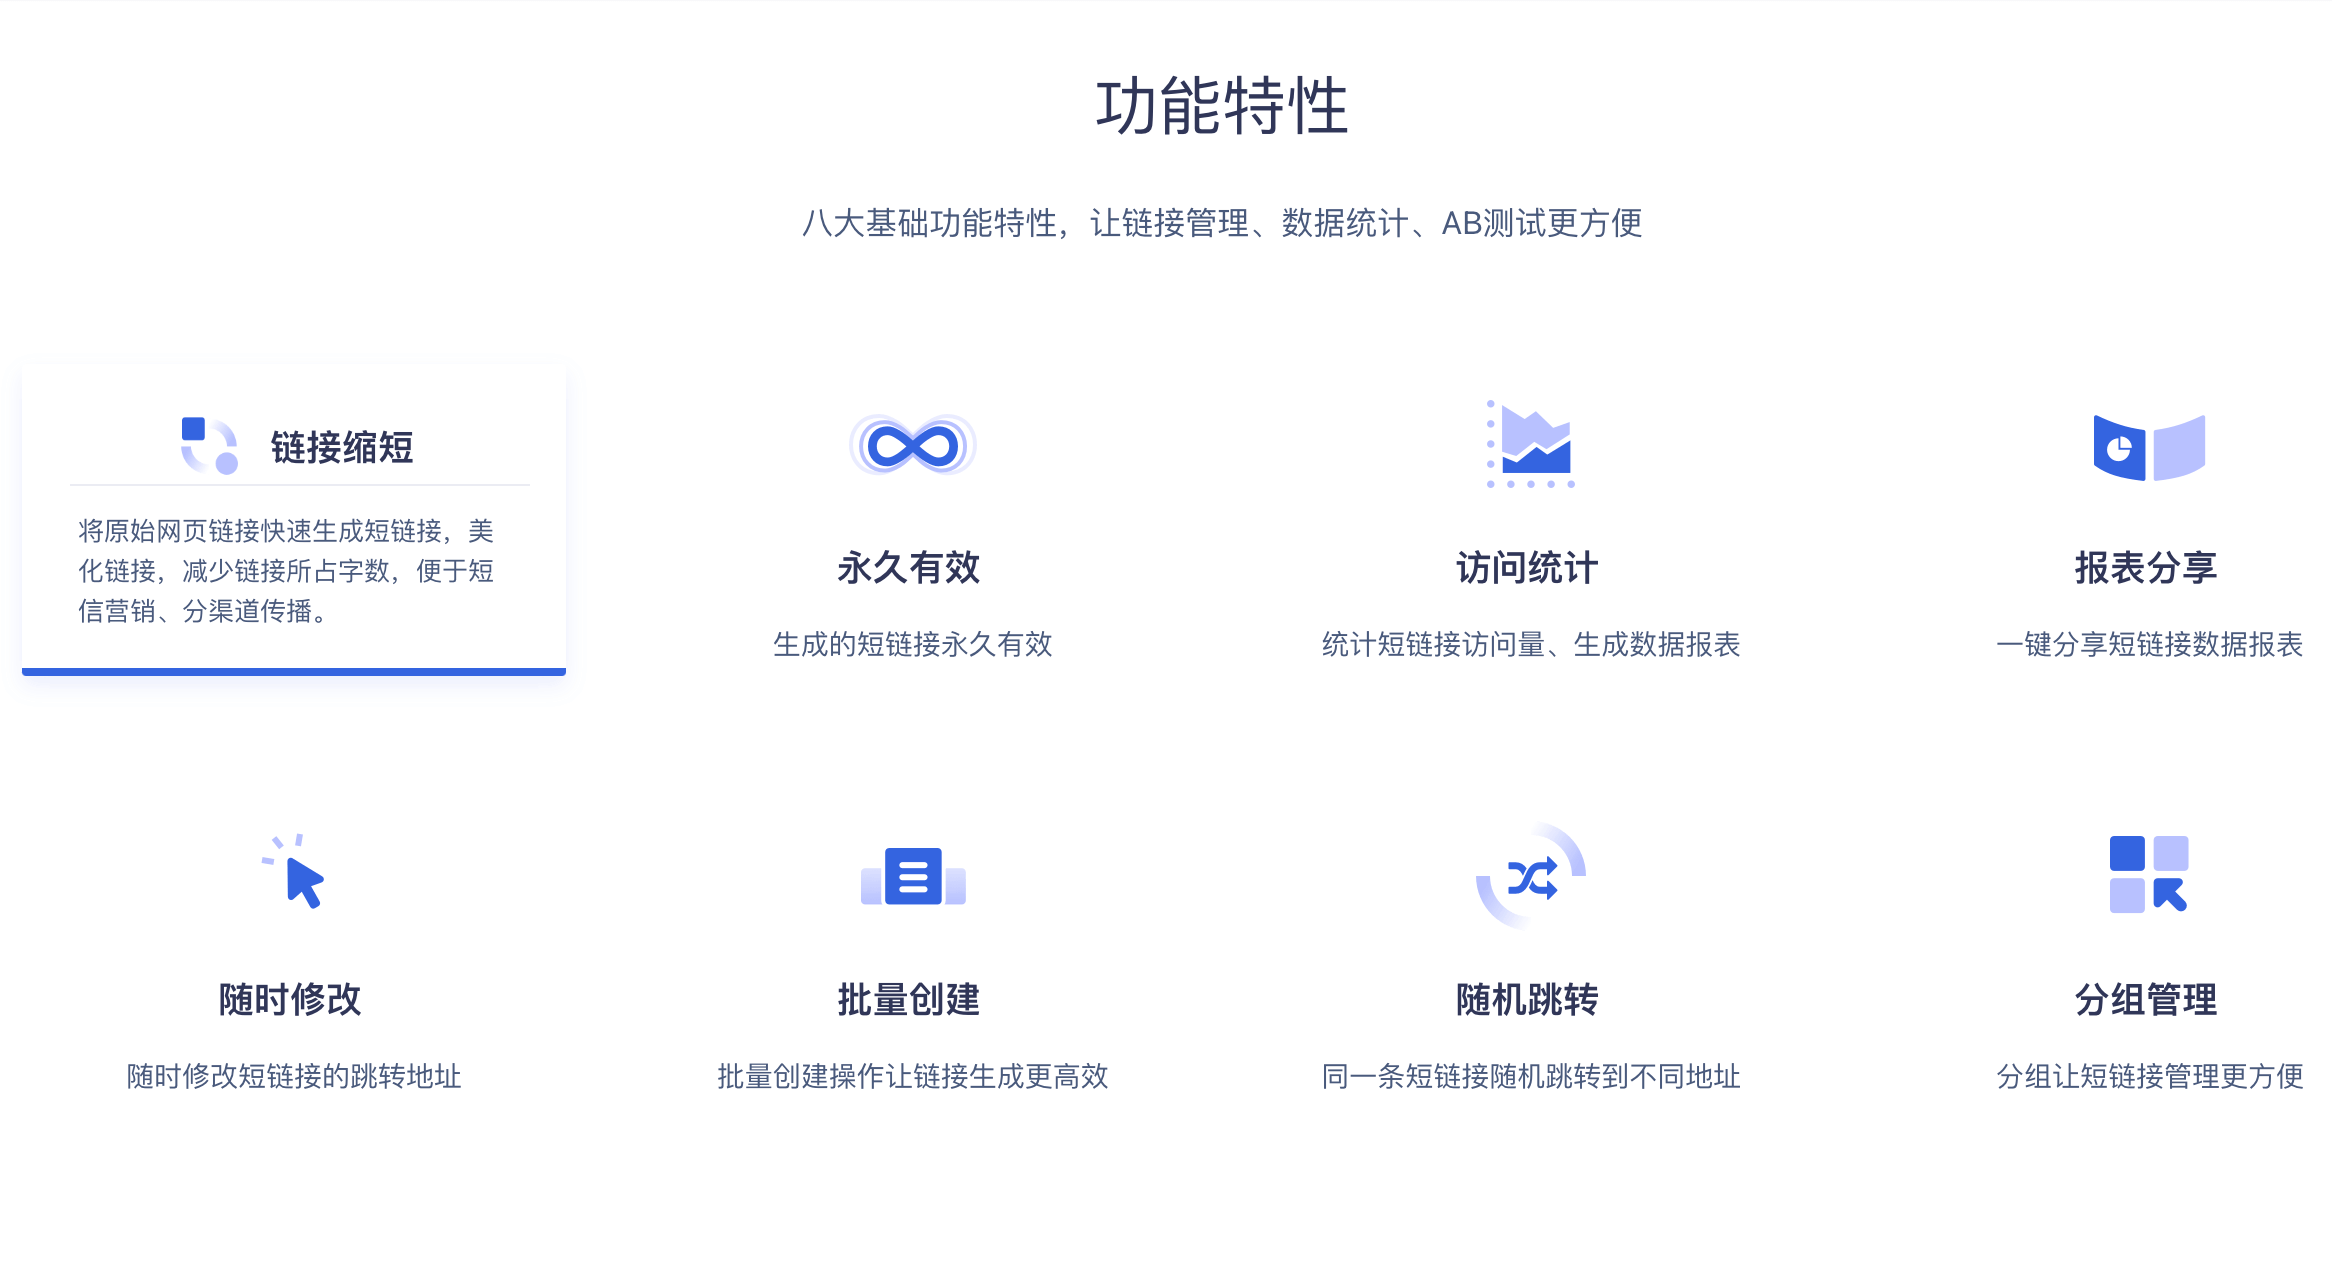 功能特性
八大基础功能特性，让链接管理、数据统计、AB测试更方便
链接缩短
将原始网页链接快速生成短链接，美
化链接，减少链接所占字数，便于短
信营销、分渠道传播。
永久有效
生成的短链接永久有效
访问统计
统计短链接访问量、生成数据报表
报表分享
一键分享短链接数据报表
随时修改
随时修改短链接的跳转地址
批量创建
批量创建操作让链接生成更高效
随机跳转
同一条短链接随机跳转到不同地址
分组管理
分组让短链接管理更方便